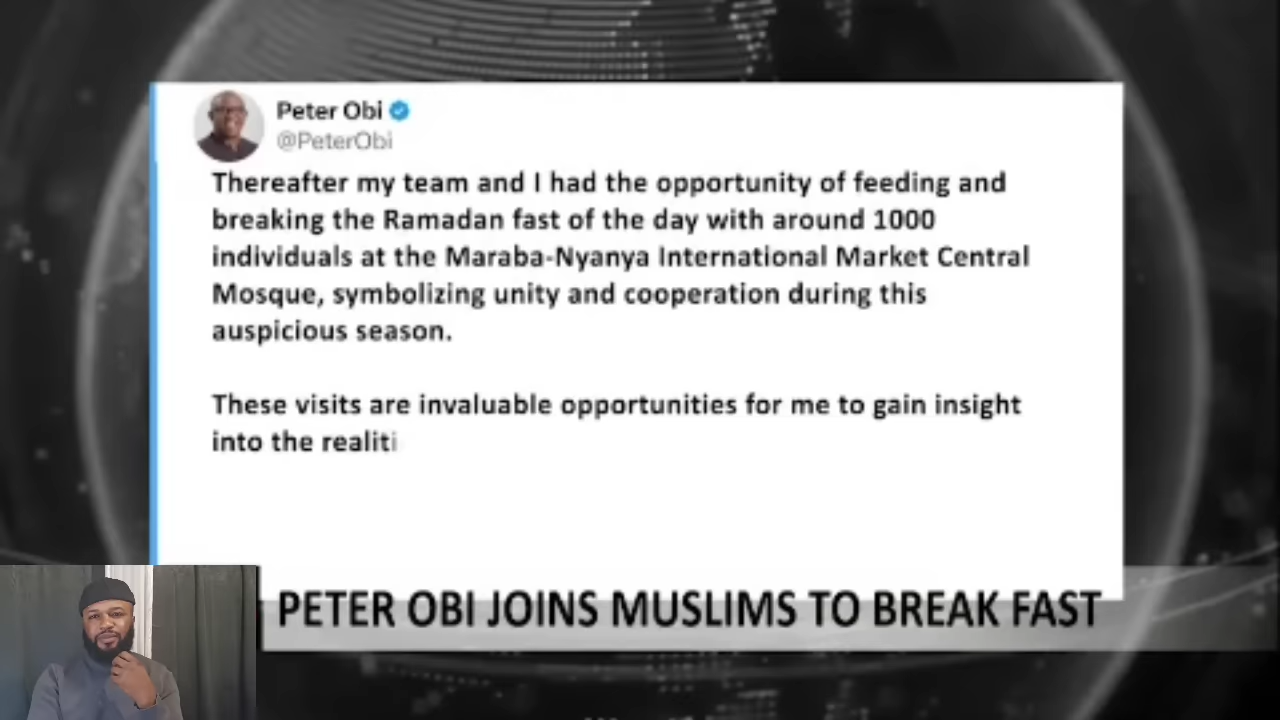 Peter Obi
@PeterObi
Thereafter my team and I had the opportunity of feeding and
breaking the Ramadan fast of the day with around 1000
individuals at the Maraba-Nyanya International Market Central
Mosque, symbolizing unity and cooperation during this
auspicious season.
These visits are invaluable opportunities for me to gain insight
into the realiti
PETER OBI JOINS MUSLIMS TO BREAK FAST